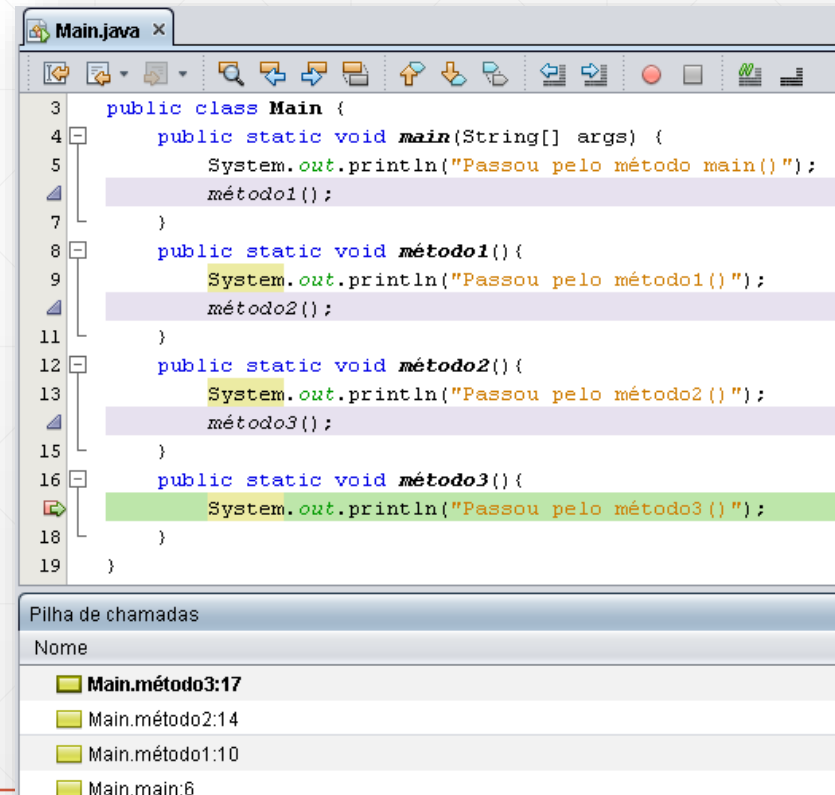 Main.java ×
3 public class Main {
4 public static void main(String[] args) {
5 System.out.println("Passou pelo método main()");
método1();
7 }
8 public static void método1(){
9 System.out.println("Passou pelo método1()");
método2();
11 }
12 public static void método2(){
13 System.out.println("Passou pelo método2()");
método3();
15 }
16 public static void método3(){
System.out.println("Passou pelo método3()");
18 }
19 }
Pilha de chamadas
Nome
Main.método3:17
Main.método2:14
Main.método1:10
Main.main:6